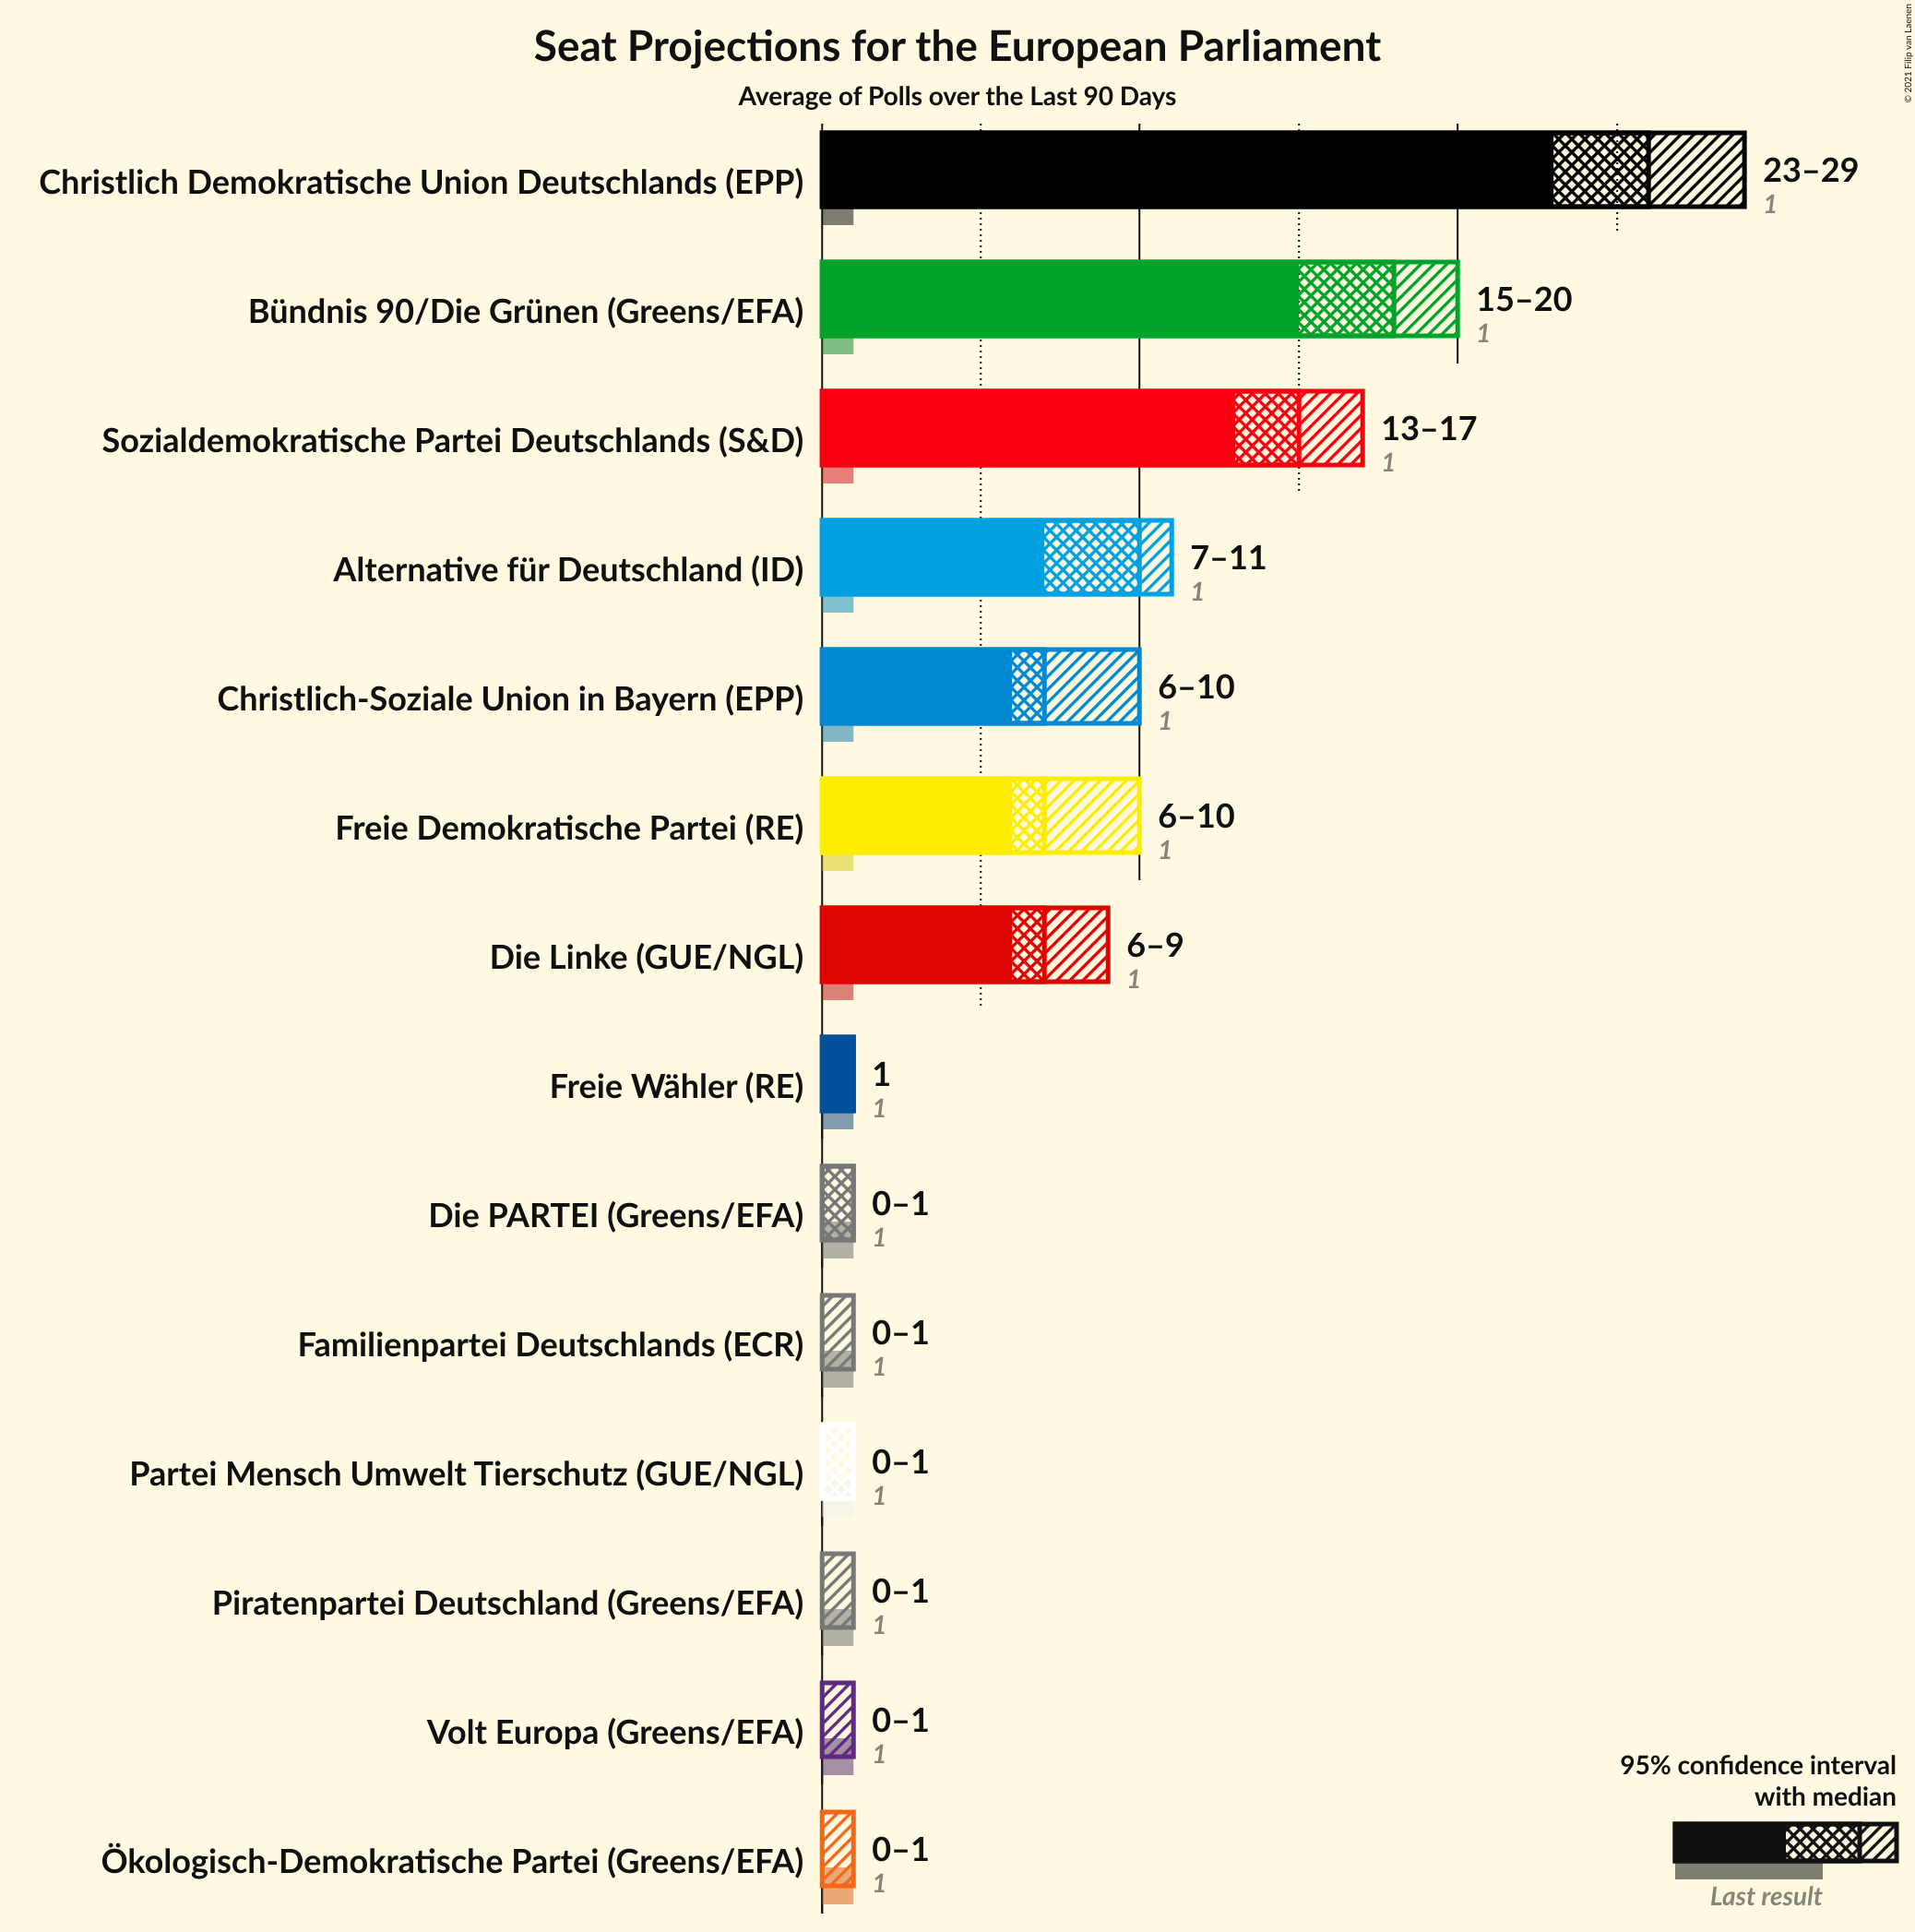 Seat Projections for the European Parliament
Average of Polls over the Last 90 Days
© 2021 Filip van Laenen
Christlich Demokratische Union Deutschlands (EPP)
23–29
1
Bündnis 90/Die Grünen (Greens/EFA)
15–20
1
Sozialdemokratische Partei Deutschlands (S&D)
13–17
1
Alternative für Deutschland (ID)
7–11
1
Christlich-Soziale Union in Bayern (EPP)
6–10
1
Freie Demokratische Partei (RE)
6–10
1
Die Linke (GUE/NGL)
6–9
1
Freie Wähler (RE)
1
1
Die PARTEI (Greens/EFA)
0–1
1
Familienpartei Deutschlands (ECR)
0–1
1
Partei Mensch Umwelt Tierschutz (GUE/NGL)
0–1
1
Piratenpartei Deutschland (Greens/EFA)
0–1
1
Volt Europa (Greens/EFA)
0–1
1
Ökologisch-Demokratische Partei (Greens/EFA)
0–1
1
95% confidence interval
with median
Last result